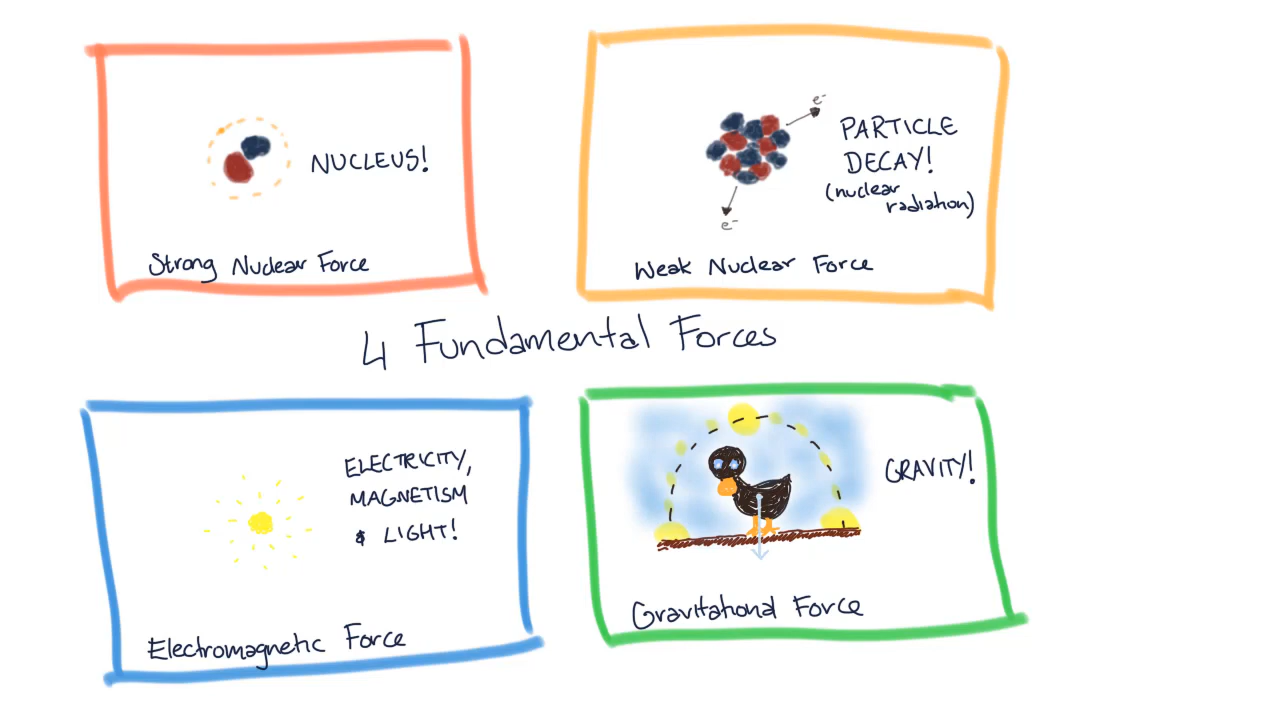 NUCLEUS!
Strong Nuclear Force
e-
PARTICLE
DECAY!
(nuclear
radiation)
e-
Weak Nuclear Force
4 Fundamental Forces
ELECTRICITY,
MAGNETISM
& LIGHT!
Electromagnetic Force
GRAVITY!
Gravitational Force